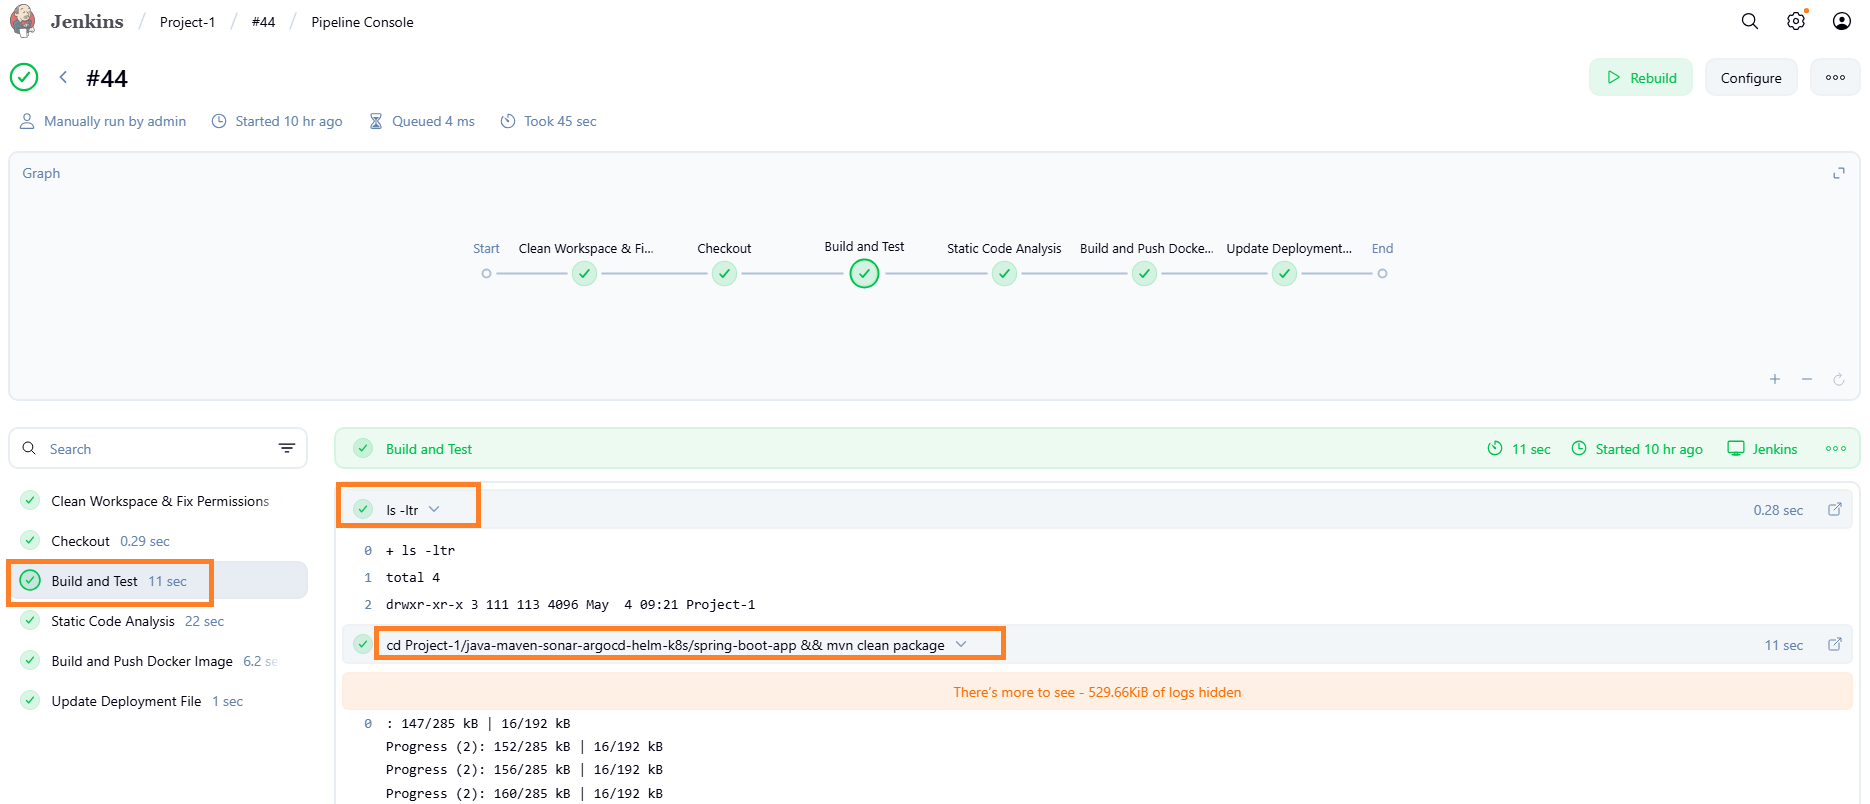 Jenkins / Project-1 / #44 / Pipeline Console
#44
Rebuild
Configure
Manually run by admin
Started 10 hr ago
Queued 4 ms
Took 45 sec
Graph
Start
Clean Workspace & Fi...
Checkout
Build and Test
Static Code Analysis
Build and Push Docke...
Update Deployment...
End
Search
Clean Workspace & Fix Permissions
Checkout 0.29 sec
Build and Test 11 sec
Static Code Analysis 22 sec
Build and Push Docker Image 6.2 se
Update Deployment File 1 sec
Build and Test
11 sec
Started 10 hr ago
Jenkins
ls -ltr
0.28 sec
0 + ls -ltr
1 total 4
2 drwxr-xr-x 3 111 113 4096 May  4 09:21 Project-1
cd Project-1/java-maven-sonar-argocd-helm-k8s/spring-boot-app && mvn clean package
11 sec
There's more to see - 529.66KiB of logs hidden
0 : 147/285 kB | 16/192 kB
Progress (2): 152/285 kB | 16/192 kB
Progress (2): 156/285 kB | 16/192 kB
Progress (2): 160/285 kB | 16/192 kB